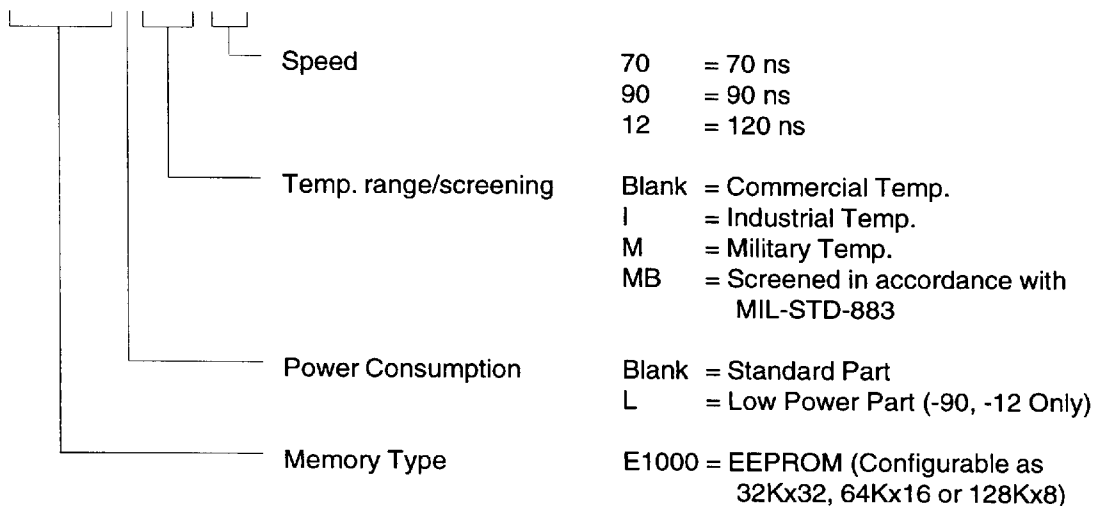 Speed 70 = 70 ns
90 = 90 ns
12 = 120 ns
Temp. range/screening Blank = Commercial Temp.
I = Industrial Temp.
M = Military Temp.
MB = Screened in accordance with
MIL-STD-883
Power Consumption Blank = Standard Part
L = Low Power Part (-90, -12 Only)
Memory Type E1000 = EEPROM (Configurable as
32Kx32, 64Kx16 or 128Kx8)